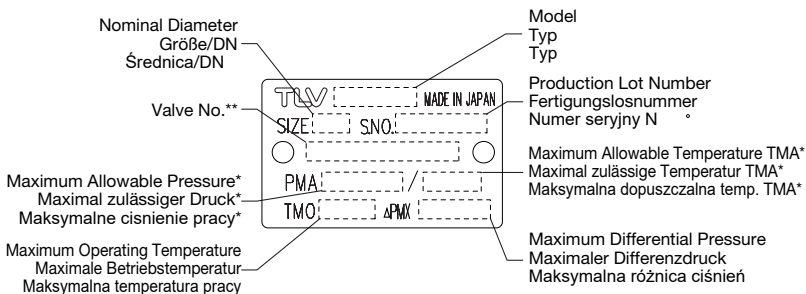 Nominal Diameter
Größe/DN
Średnica/DN
Model
Typ
Typ
Valve No.**
Production Lot Number
Fertigungslosnummer
Numer seryjny N °
TLV MADE IN JAPAN
SIZE S.NO.
PMA /
TMO ΔPMX
Maximum Allowable Pressure*
Maximal zulässiger Druck*
Maksymalne cisnienie pracy*
Maximum Allowable Temperature TMA*
Maximal zulässige Temperatur TMA*
Maksymalna dopuszczalna temp. TMA*
Maximum Operating Temperature
Maximale Betriebstemperatur
Maksymalna temperatura pracy
Maximum Differential Pressure
Maximaler Differenzdruck
Maksymalna różnica ciśnień